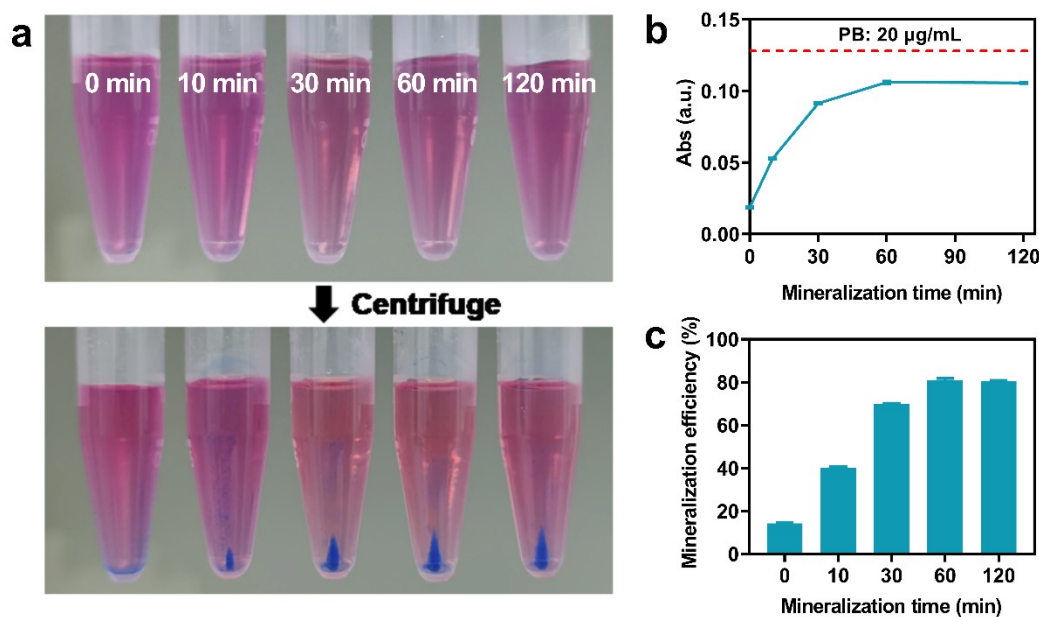 a
0 min 10 min 30 min 60 min 120 min
Centrifuge
b
PB: 20 µg/mL
Abs (a.u.)
0.15
0.10
0.05
0.00
0 30 60 90 120
Mineralization time (min)
c
Mineralization efficiency (%)
100
80
60
40
20
0
0 10 30 60 120
Mineralization time (min)